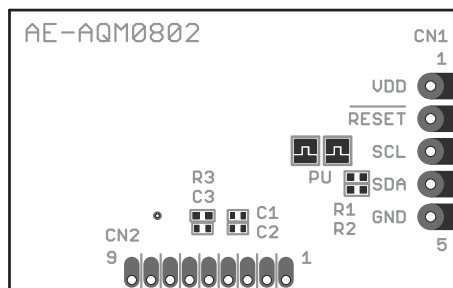 AE-AQM0802
CN1
1
VDD
RESET
SCL
PU
SDA
R3
C3
C1
C2
R1
R2
GND
CN2
9
1
5